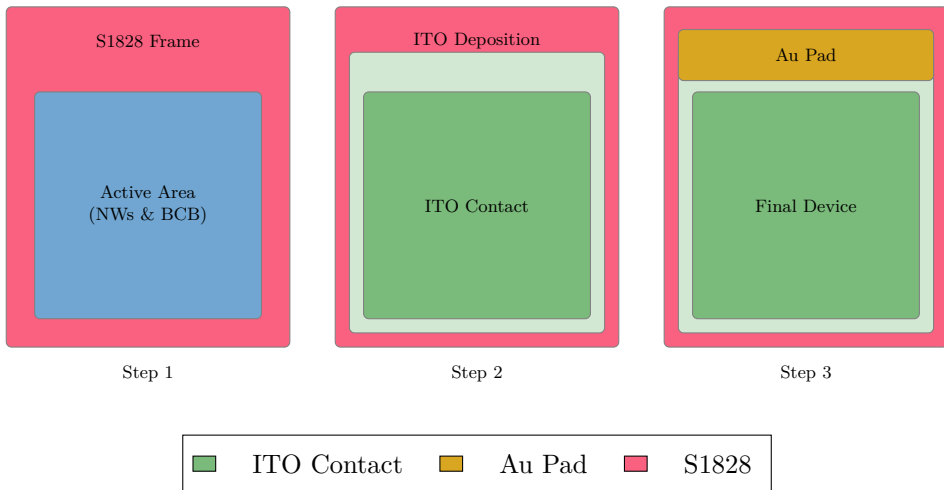 S1828 Frame
Active Area
(NWs & BCB)
Step 1
ITO Deposition
ITO Contact
Step 2
Au Pad
Final Device
Step 3
ITO Contact
Au Pad
S1828